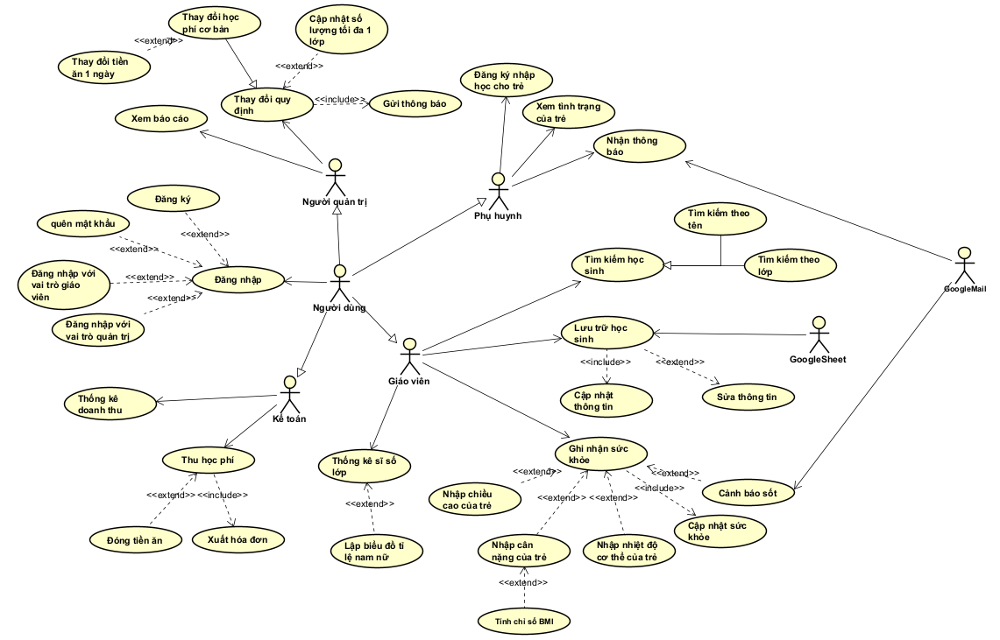 Thay đổi học
phí cơ bản
Cập nhật số
lượng tối đa 1
lớp
<<extend>>
Thay đổi tiền
ăn 1 ngày
<<extend>>
Thay đổi quy
định
<<include>>
Gửi thông báo
Xem báo cáo
Đăng ký nhập
học cho trẻ
Xem tình trạng
của trẻ
Nhận thông
báo
Người quản trị
Phụ huynh
Đăng ký
quên mật khẩu
<<extend>>
<<extend>>
Đăng nhập với
vai trò giáo
viên
<<extend>>
Đăng nhập
<<extend>>
Đăng nhập với
vai trò quản trị
Người dùng
Tìm kiếm theo
tên
Tìm kiếm học
sinh
Tìm kiếm theo
lớp
GoogleMail
Lưu trữ học
sinh
GoogleSheet
<<include>>
<<extend>>
Cập nhật
thông tin
Sửa thông tin
Giáo viên
Thống kê
doanh thu
Kế toán
Thu học phí
<<extend>>
<<include>>
Đóng tiền ăn
Xuất hóa đơn
Thống kê sĩ số
lớp
<<extend>>
Lập biểu đồ tỉ
lệ nam nữ
Ghi nhận sức
khỏe
<<extend>>
<<extend>>
Nhập chiều
cao của trẻ
<<extend>>
<<extend>>
<<include>>
Cảnh báo sốt
Cập nhật sức
khỏe
Nhập cân
nặng của trẻ
Nhập nhiệt độ
cơ thể của trẻ
<<extend>>
Tính chỉ số BMI